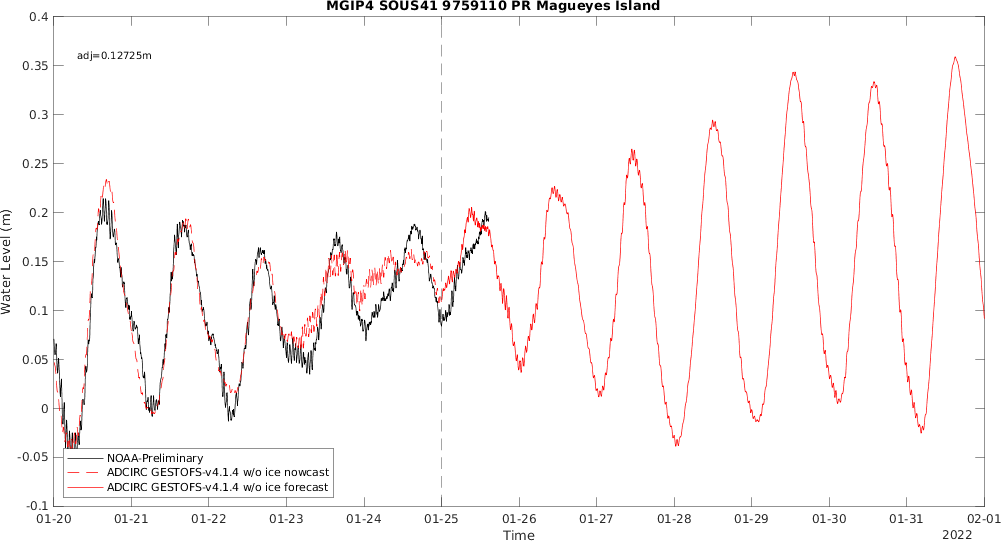 MGIP4 SOUS41 9759110 PR Magueyes Island
adj=0.12725m
0.4
0.35
0.3
0.25
0.2
0.15
0.1
0.05
0
-0.05
-0.1
Water Level (m)
NOAA-Preliminary
ADCIRC GESTOFS-v4.1.4 w/o ice nowcast
ADCIRC GESTOFS-v4.1.4 w/o ice forecast
01-20 01-21 01-22 01-23 01-24 01-25 01-26 01-27 01-28 01-29 01-30 01-31 02-01
Time
2022